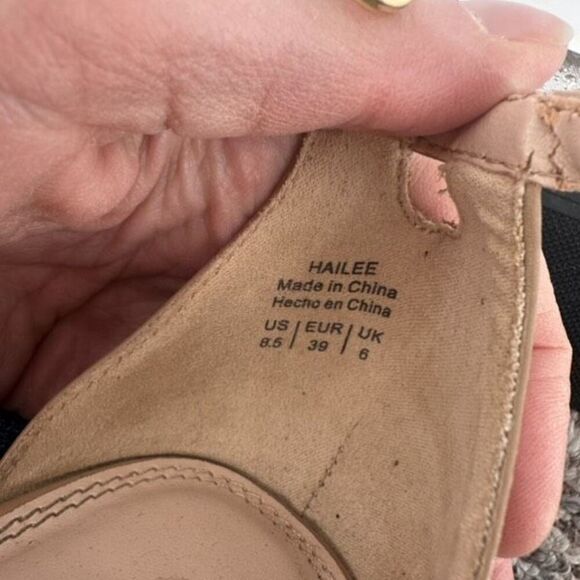 HAILEE
Made in China
Hecho en China
US | EUR | UK
8.5 | 39 | 6